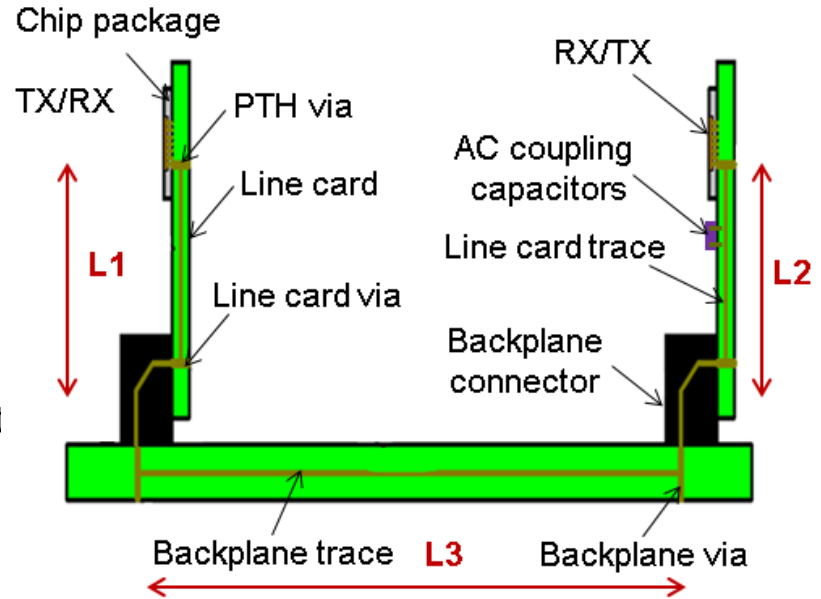 Chip package
TX/RX
PTH via
Line card
L1
Line card via
RX/TX
AC coupling
capacitors
Line card trace
L2
Backplane
connector
Backplane trace
L3
Backplane via